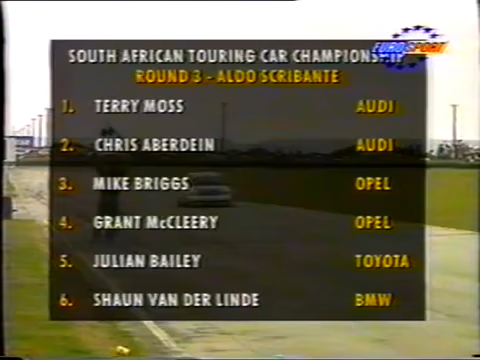 SOUTH AFRICAN TOURING CAR CHAMPIONSHIP
EUROSPORT
ROUND 3 - ALDO SCRIBANTE
1. TERRY MOSS AUDI
2. CHRIS ABERDEIN AUDI
3. MIKE BRIGGS OPEL
4. GRANT McCLEERY OPEL
5. JULIAN BAILEY TOYOTA
6. SHAUN VAN DER LINDE BMW